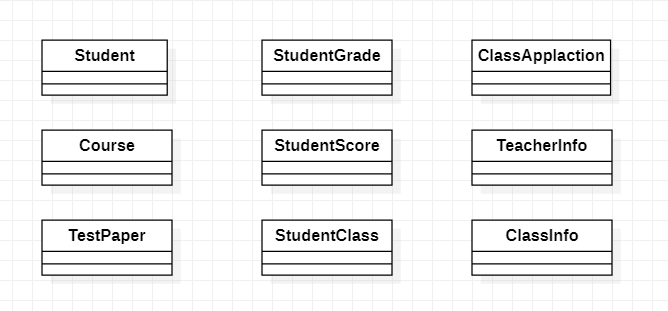 Student
StudentGrade
ClassApplaction
Course
StudentScore
TeacherInfo
TestPaper
StudentClass
ClassInfo